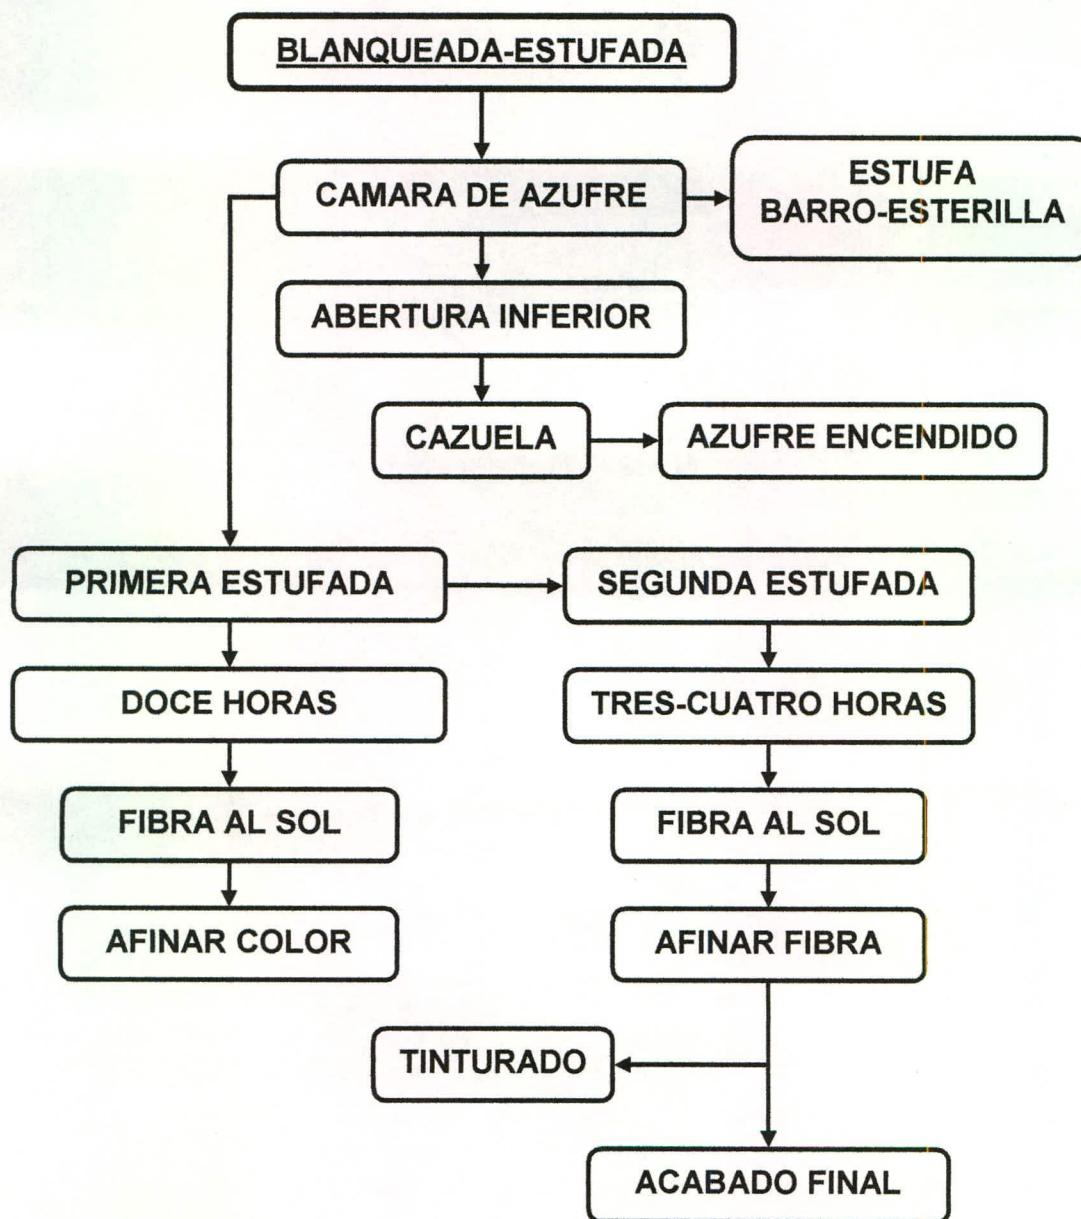 BLANQUEADA-ESTUFADA
CAMARA DE AZUFRE
ESTUFA
BARRO-ESTERILLA
ABERTURA INFERIOR
CAZUELA
AZUFRE ENCENDIDO
PRIMERA ESTUFADA
SEGUNDA ESTUFADA
DOCE HORAS
TRES-CUATRO HORAS
FIBRA AL SOL
FIBRA AL SOL
AFINAR COLOR
AFINAR FIBRA
TINTURADO
ACABADO FINAL